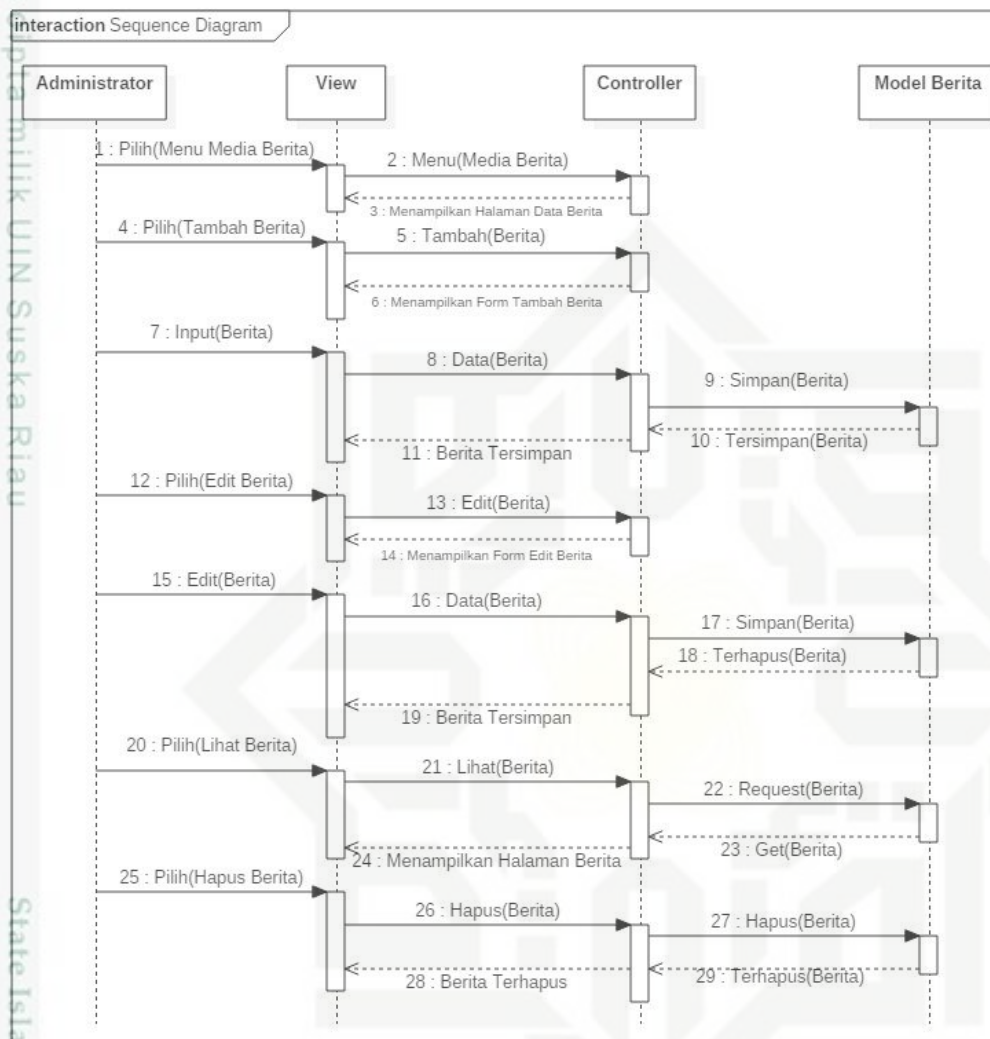 interaction Sequence Diagram
Administrator
View
Controller
Model Berita
1 : Pilih(Menu Media Berita)
2 : Menu(Media Berita)
3 : Menampilkan Halaman Data Berita
4 : Pilih(Tambah Berita)
5 : Tambah(Berita)
6 : Menampilkan Form Tambah Berita
7 : Input(Berita)
8 : Data(Berita)
9 : Simpan(Berita)
10 : Tersimpan(Berita)
11 : Berita Tersimpan
12 : Pilih(Edit Berita)
13 : Edit(Berita)
14 : Menampilkan Form Edit Berita
15 : Edit(Berita)
16 : Data(Berita)
17 : Simpan(Berita)
18 : Terhapus(Berita)
19 : Berita Tersimpan
20 : Pilih(Lihat Berita)
21 : Lihat(Berita)
22 : Request(Berita)
23 : Get(Berita)
24 : Menampilkan Halaman Berita
25 : Pilih(Hapus Berita)
26 : Hapus(Berita)
27 : Hapus(Berita)
28 : Berita Terhapus
29 : Terhapus(Berita)
cipta milik UIN Suska Riau
State Isla